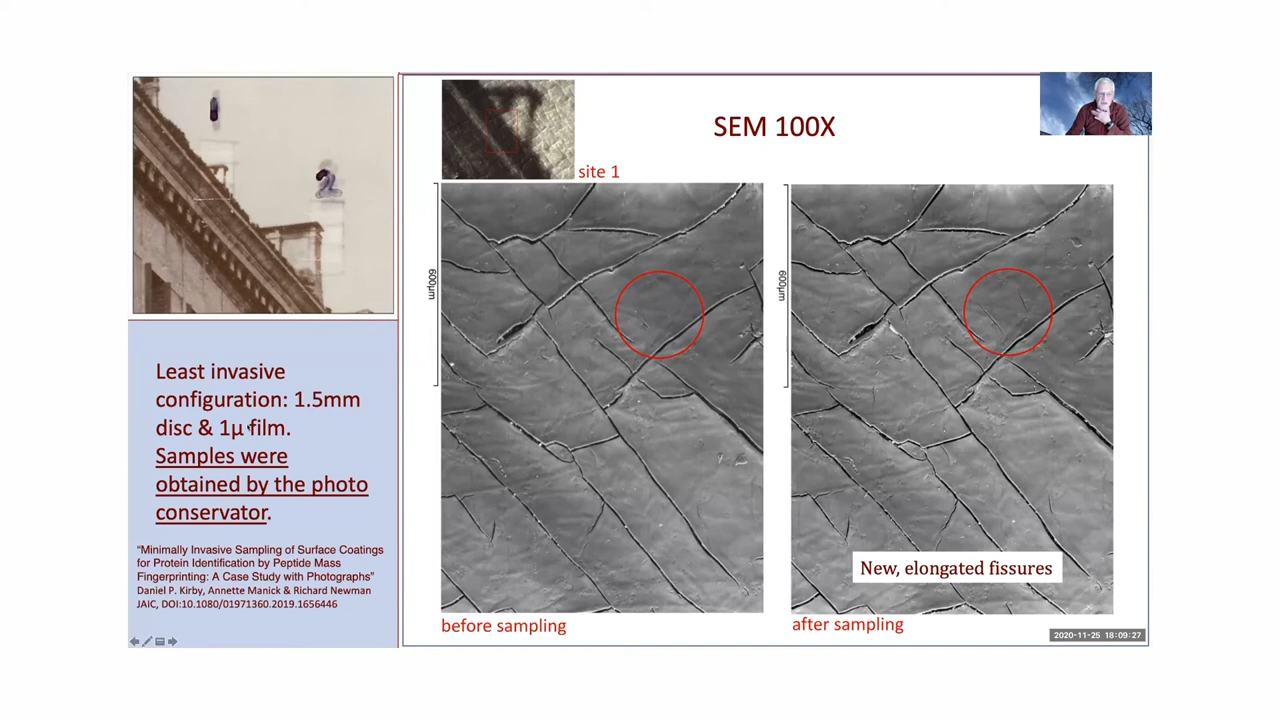 SEM 100X
site 1
600µm
600µm
Least invasive
configuration: 1.5mm
disc & 1µ film.
Samples were
obtained by the photo
conservator.
"Minimally Invasive Sampling of Surface Coatings
for Protein Identification by Peptide Mass
Fingerprinting: A Case Study with Photographs"
Daniel P. Kirby, Annette Manick & Richard Newman
JAIC, DOI:10.1080/01971360.2019.1656446
New, elongated fissures
before sampling
after sampling
2020-11-25 18:09:27